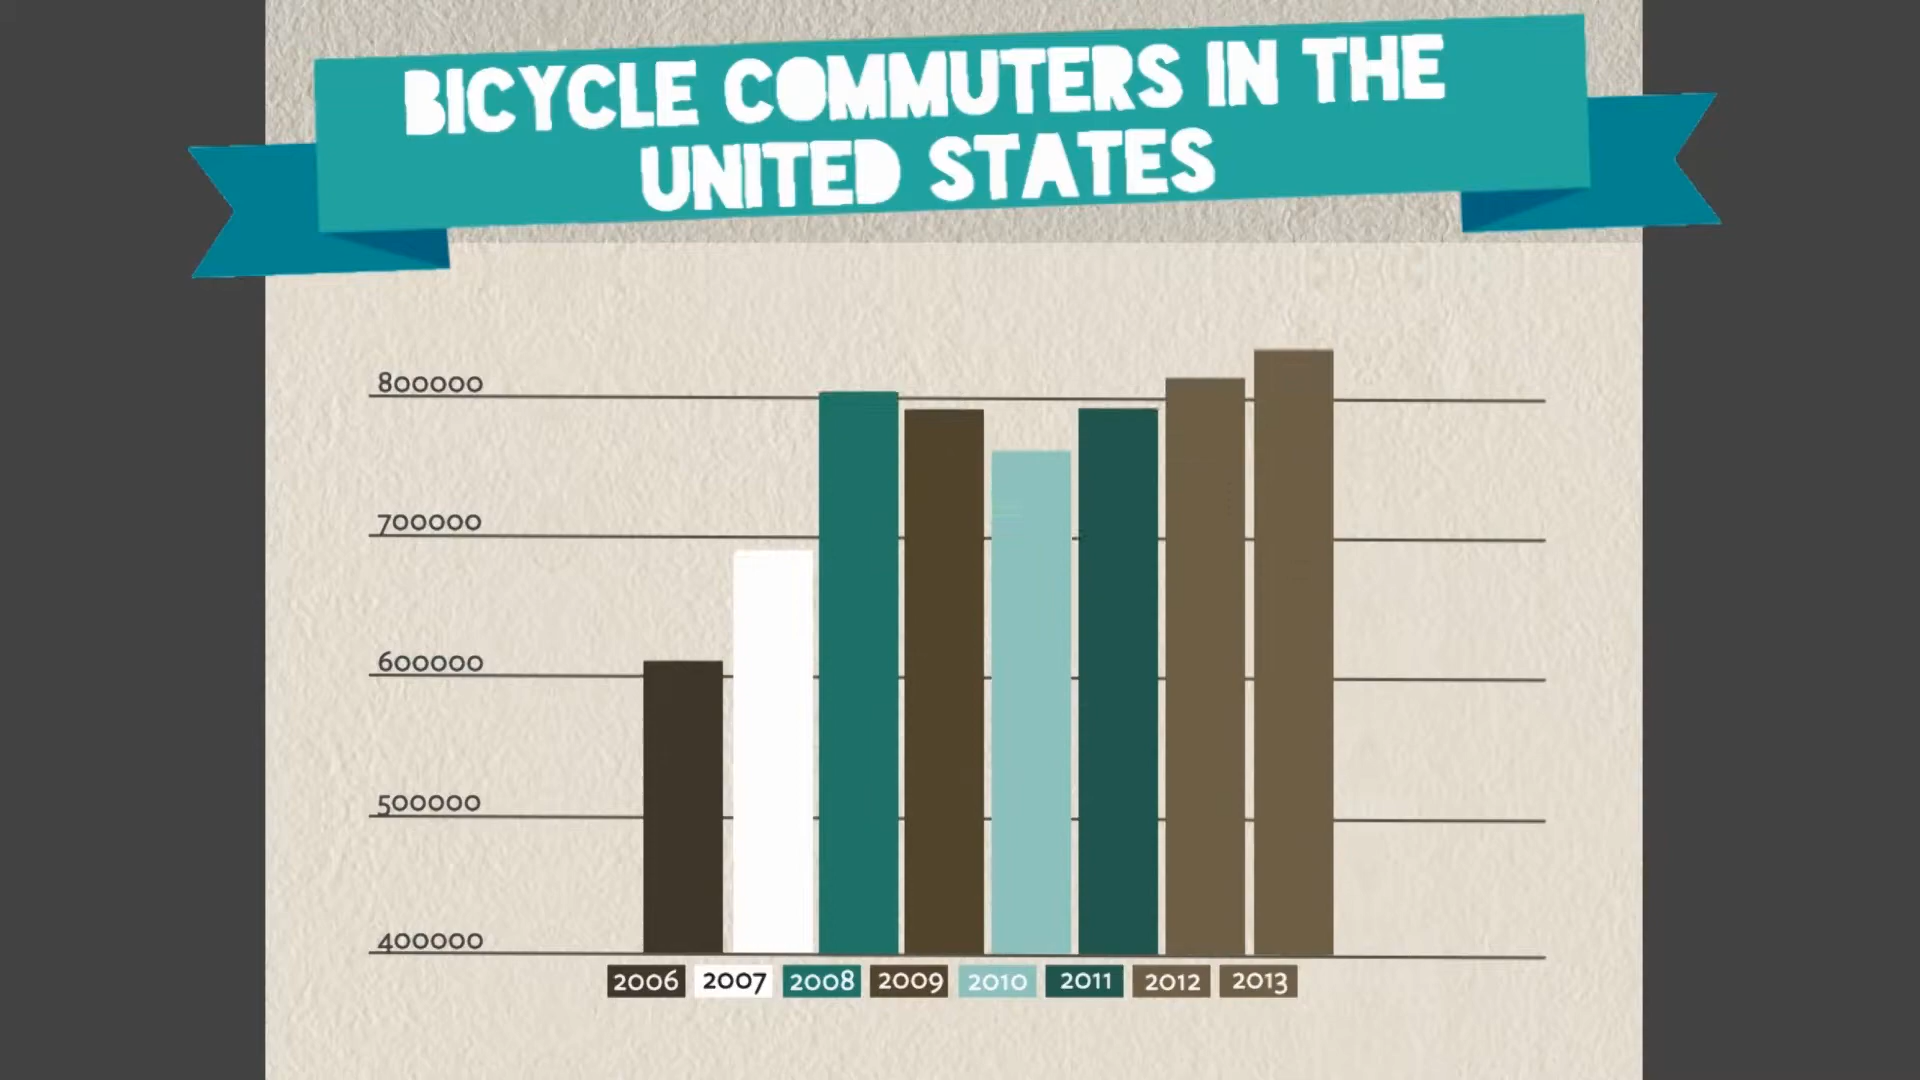 BICYCLE COMMUTERS IN THE
UNITED STATES
800000
700000
600000
500000
400000
2006 2007 2008 2009 2010 2011 2012 2013